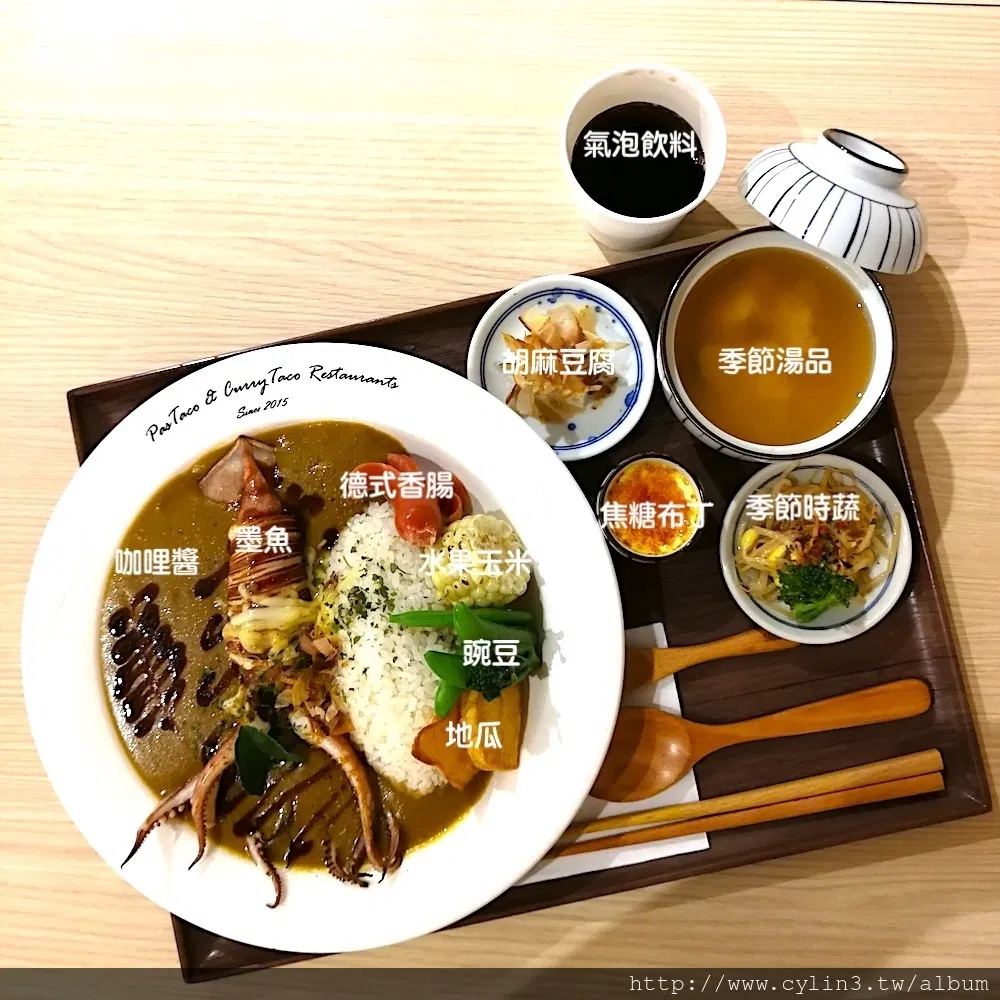 氣泡飲料
胡麻豆腐
季節湯品
PasTaco & CurryTaco Restaurants
Since 2015
德式香腸
焦糖布丁
季節時蔬
咖哩醬
墨魚
水果玉米
豌豆
地瓜
http://www.cylin3.tw/album